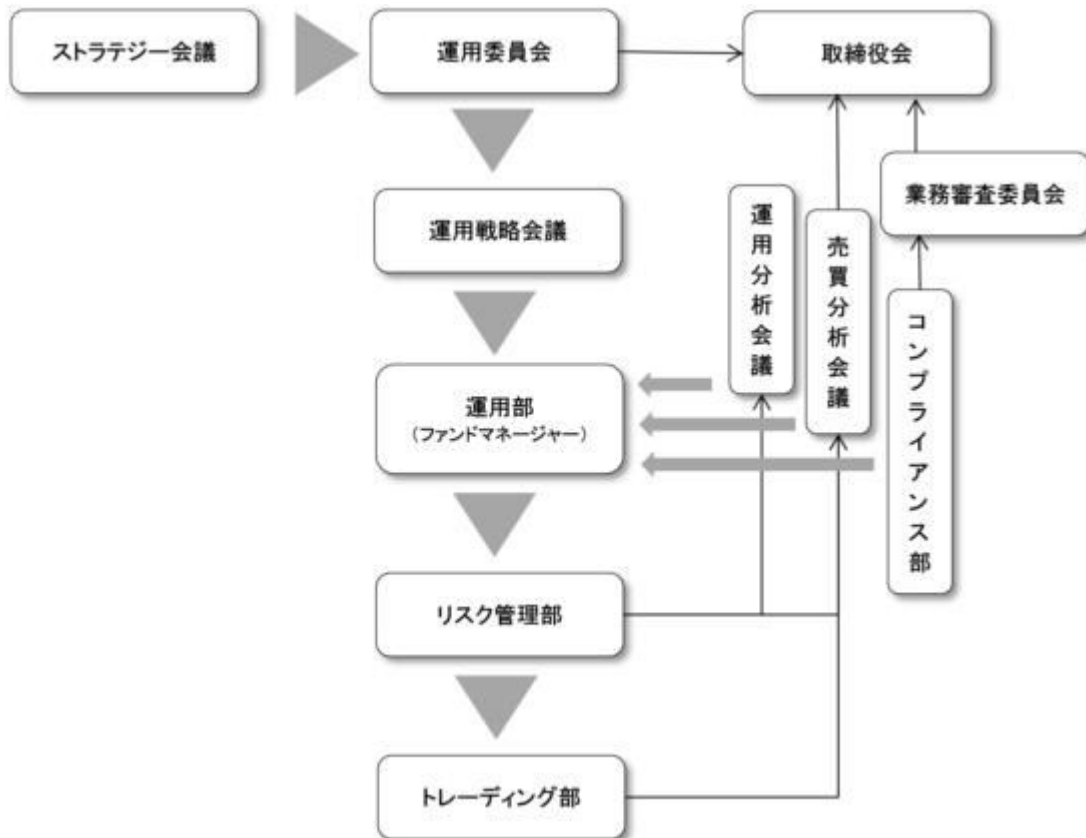 ストラテジー会議
運用委員会
取締役会
業務審査委員会
運用戦略会議
運用分析会議
売買分析会議
コンプライアンス部
運用部
(ファンドマネージャー)
リスク管理部
トレーディング部